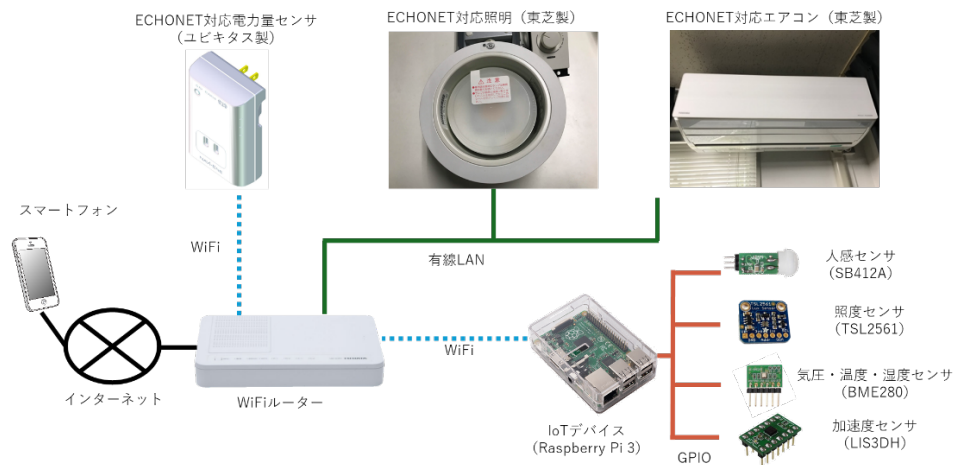 ECHONET対応電力量センサ
（ユビキタス製）
ECHONET対応照明（東芝製）
ECHONET対応エアコン（東芝製）
スマートフォン
WiFi
有線LAN
人感センサ
（SB412A）
TSL2561
照度センサ
（TSL2561）
WiFi
気圧・温度・湿度センサ
（BME280）
インターネット
WiFiルーター
IoTデバイス
（Raspberry Pi 3）
加速度センサ
（LIS3DH）
GPIO